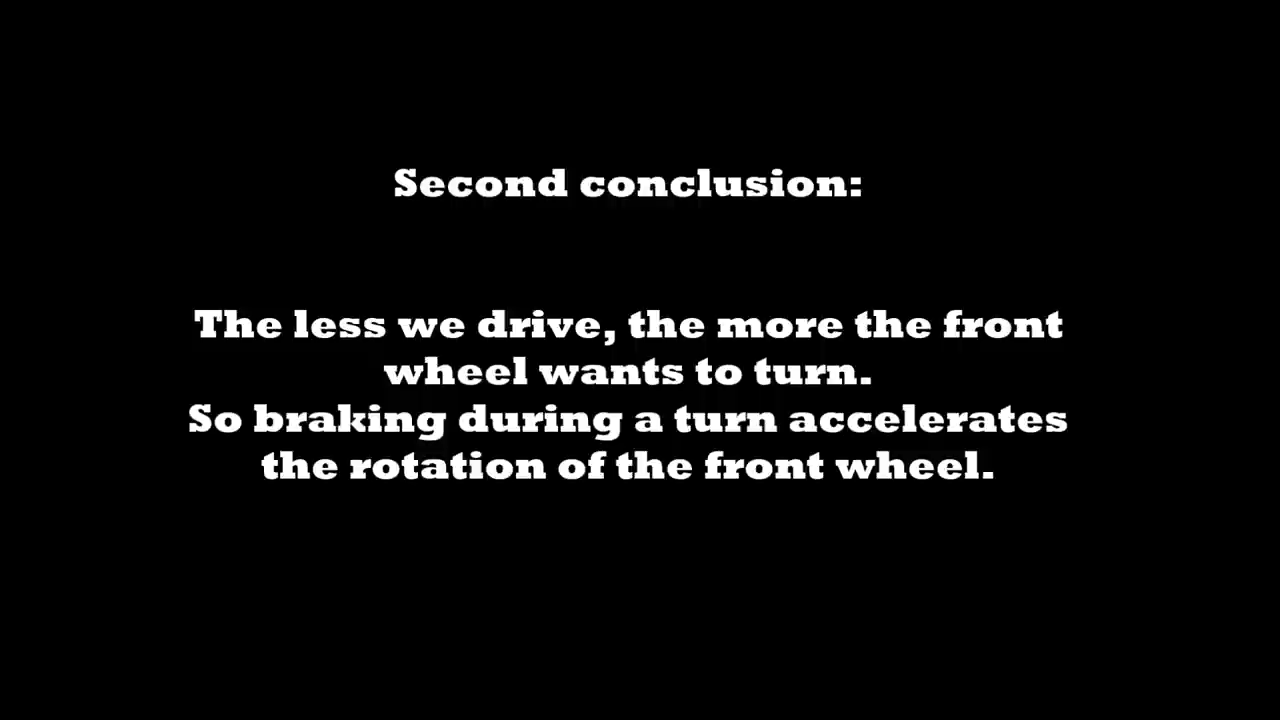 Second conclusion:
The less we drive, the more the front
wheel wants to turn.
So braking during a turn accelerates
the rotation of the front wheel.